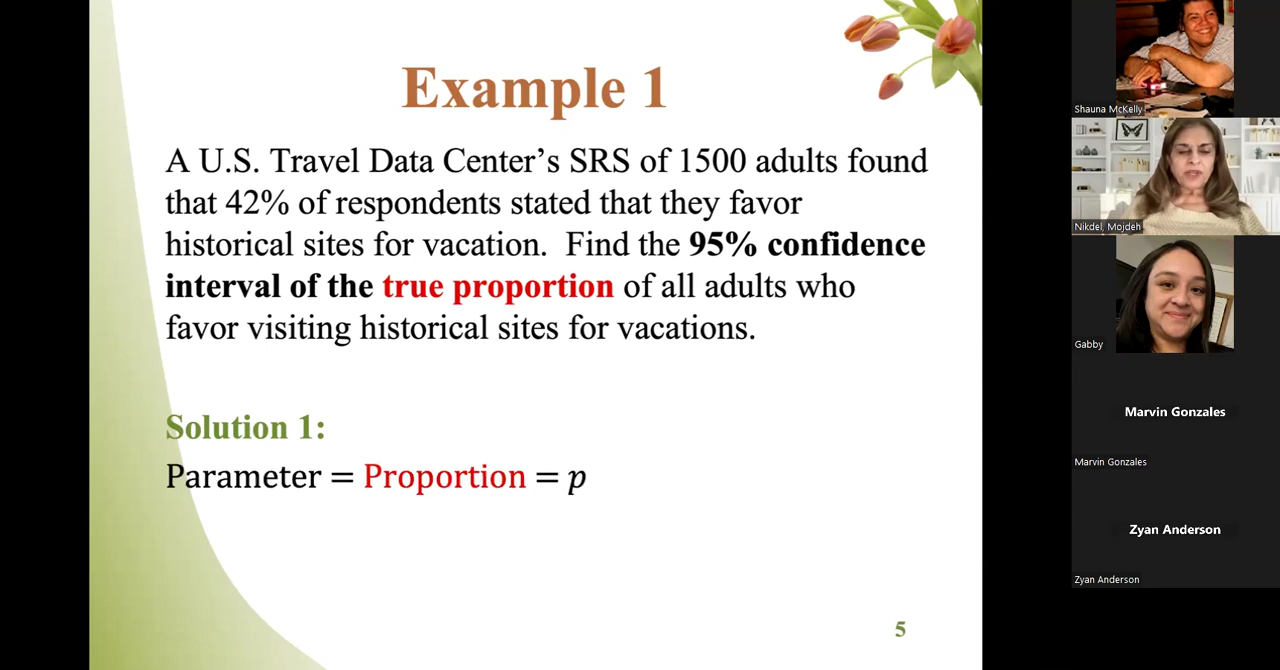 Example 1
A U.S. Travel Data Center’s SRS of 1500 adults found
that 42% of respondents stated that they favor
historical sites for vacation.  Find the 95% confidence
interval of the true proportion of all adults who
favor visiting historical sites for vacations.
Solution 1:
Parameter = Proportion = p
5
Shauna McKelly
Nikdel, Mojdeh
Gabby
Marvin Gonzales
Marvin Gonzales
Zyan Anderson
Zyan Anderson